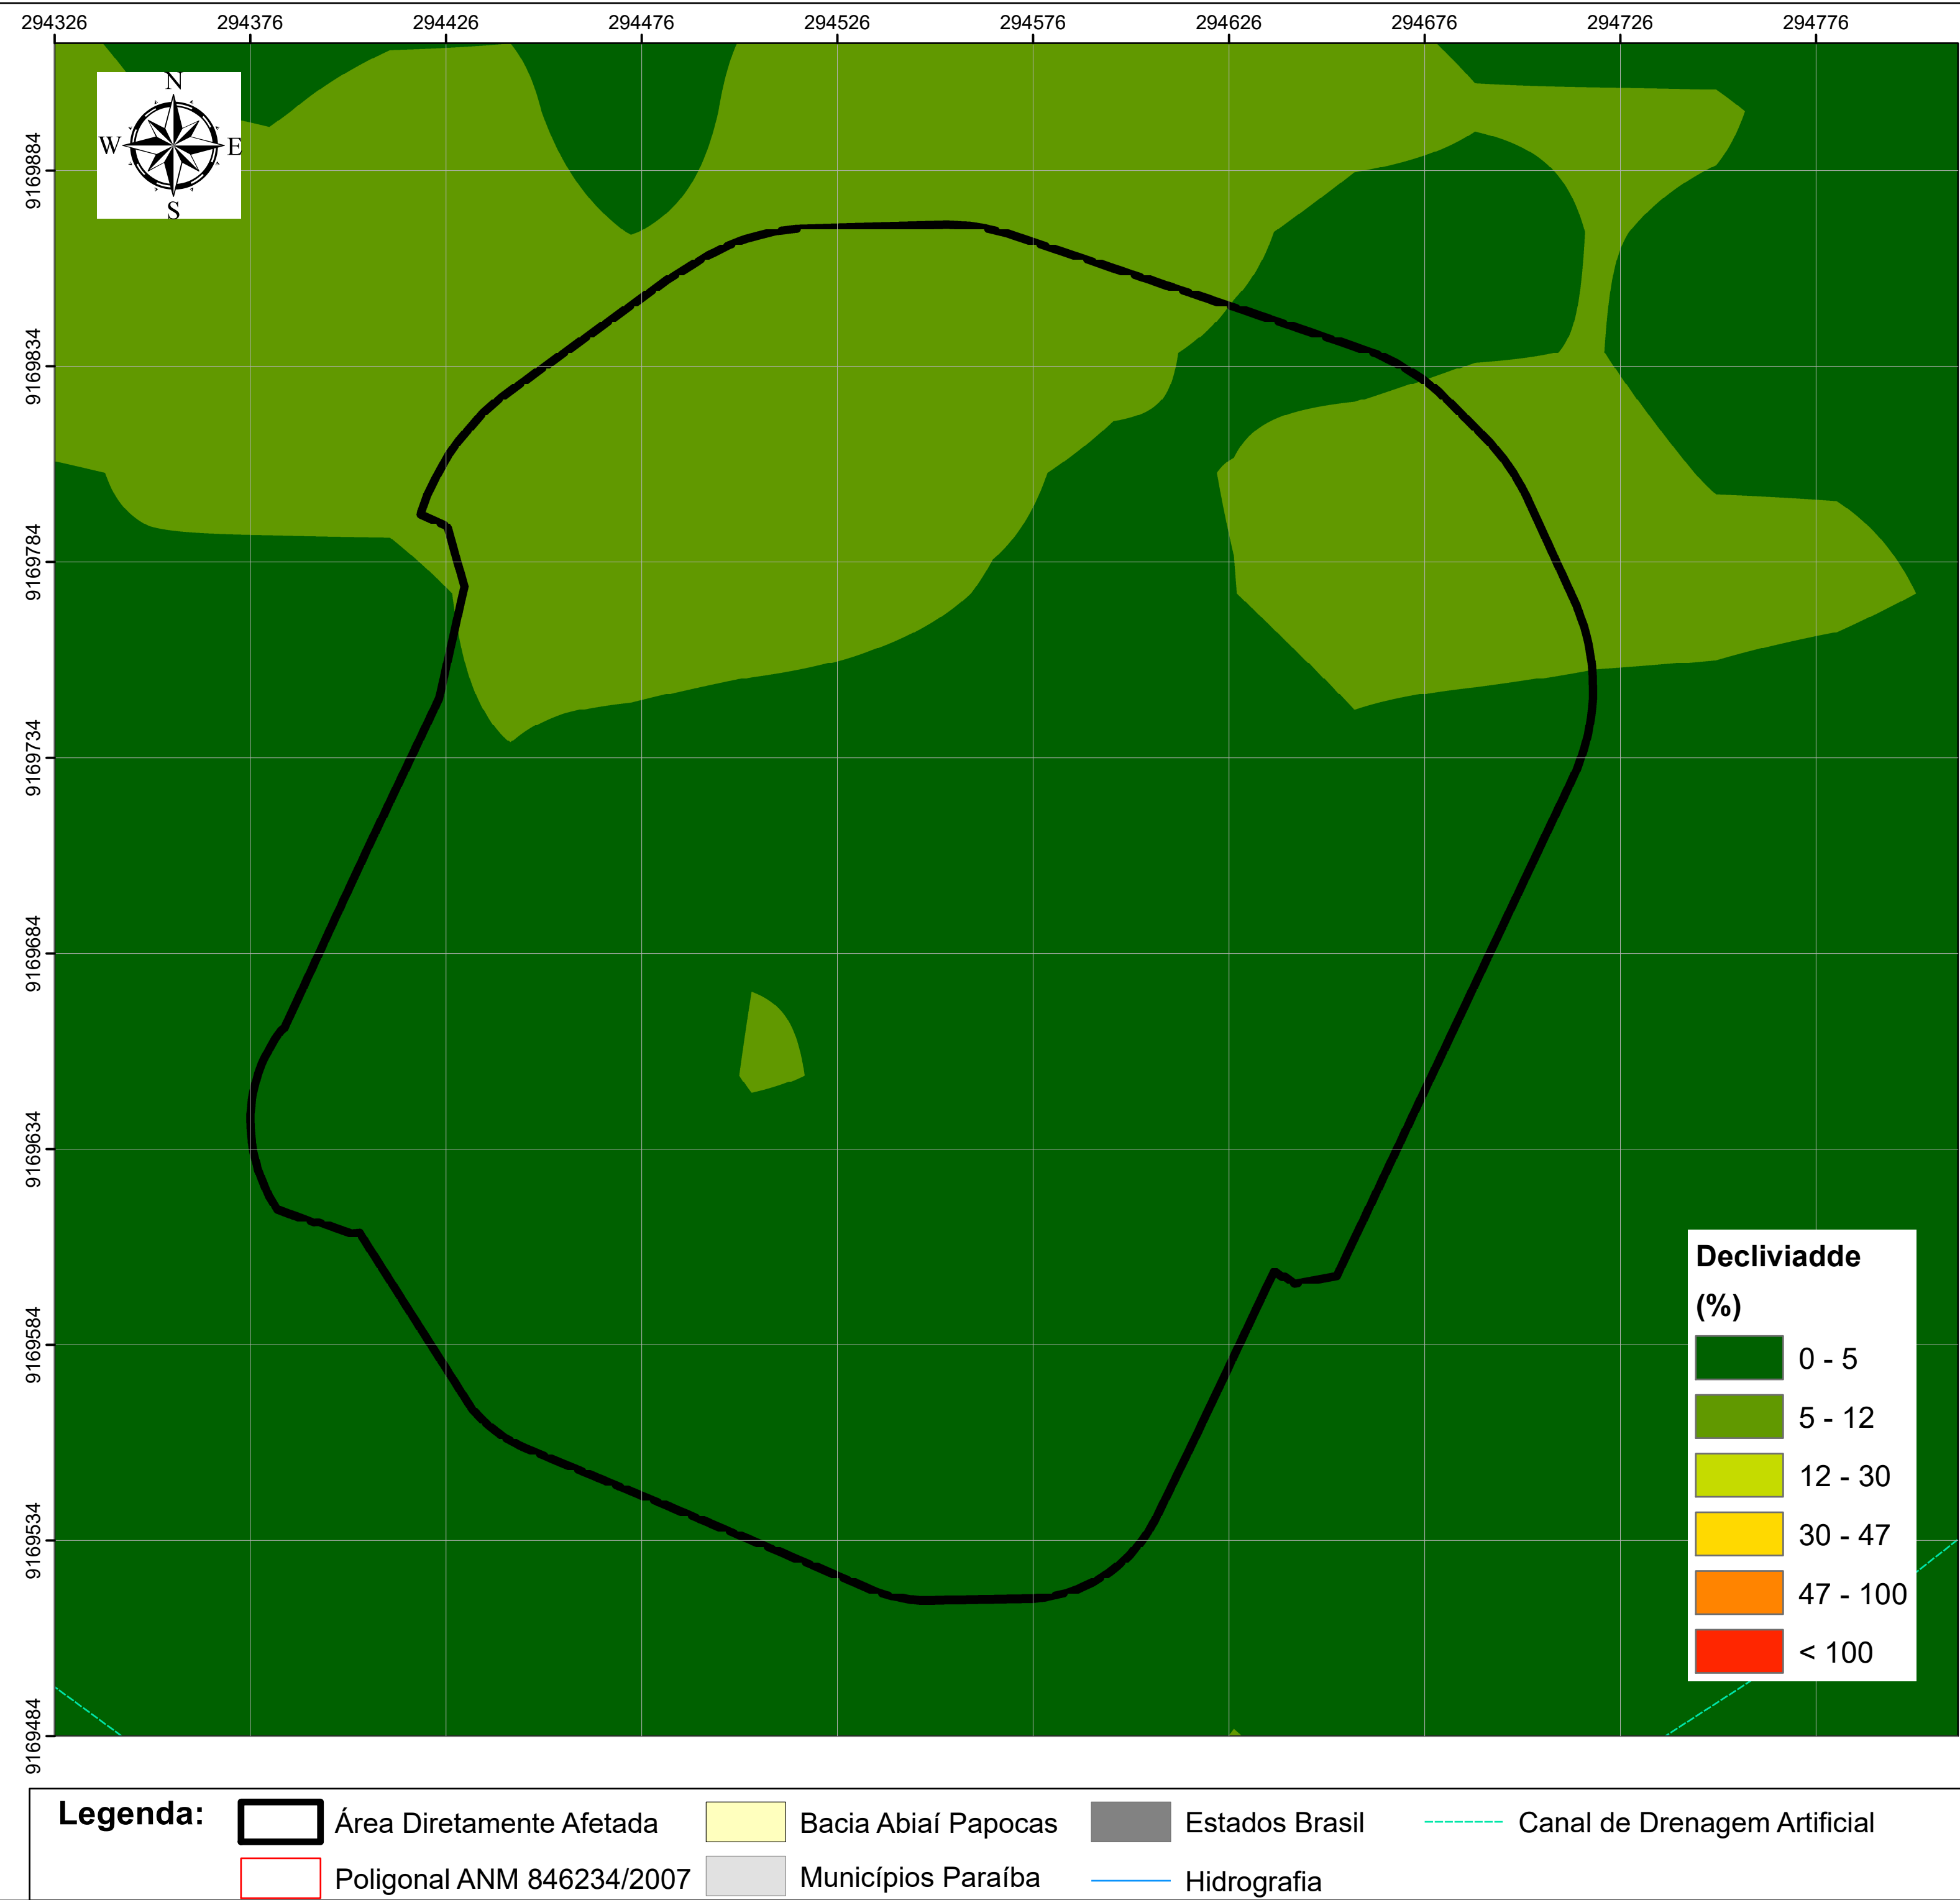 294326 294376 294426 294476 294526 294576 294626 294676 294726 294776
N
W E
S
9169884
9169834
9169784
9169734
9169684
9169634
9169584
9169534
9169484
Decliviadde
(%)
0 - 5
5 - 12
12 - 30
30 - 47
47 - 100
< 100
Legenda:
Área Diretamente Afetada
Bacia Abiaí Papocas
Estados Brasil
Canal de Drenagem Artificial
Poligonal ANM 846234/2007
Municípios Paraíba
Hidrografia